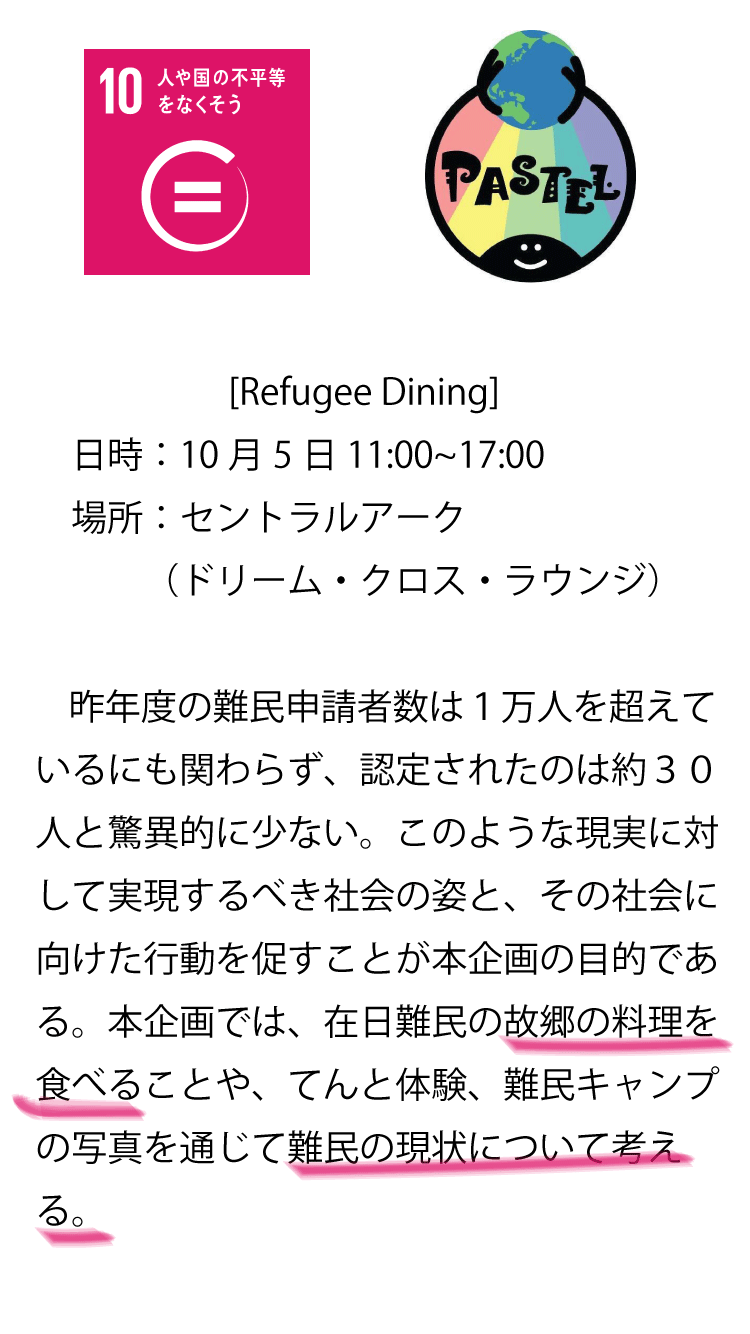 10 人や国の不平等
をなくそう
PASTEL
[Refugee Dining]
日時：10 月 5 日 11:00~17:00
場所：セントラルアーク
（ドリーム・クロス・ラウンジ）
昨年度の難民申請者数は１万人を超えて
いるにも関わらず、認定されたのは約３０
人と驚異的に少ない。このような現実に対
して実現するべき社会の姿と、その社会に
向けた行動を促すことが本企画の目的であ
る。本企画では、在日難民の故郷の料理を
食べることや、てんと体験、難民キャンプ
の写真を通じて難民の現状について考え
る。